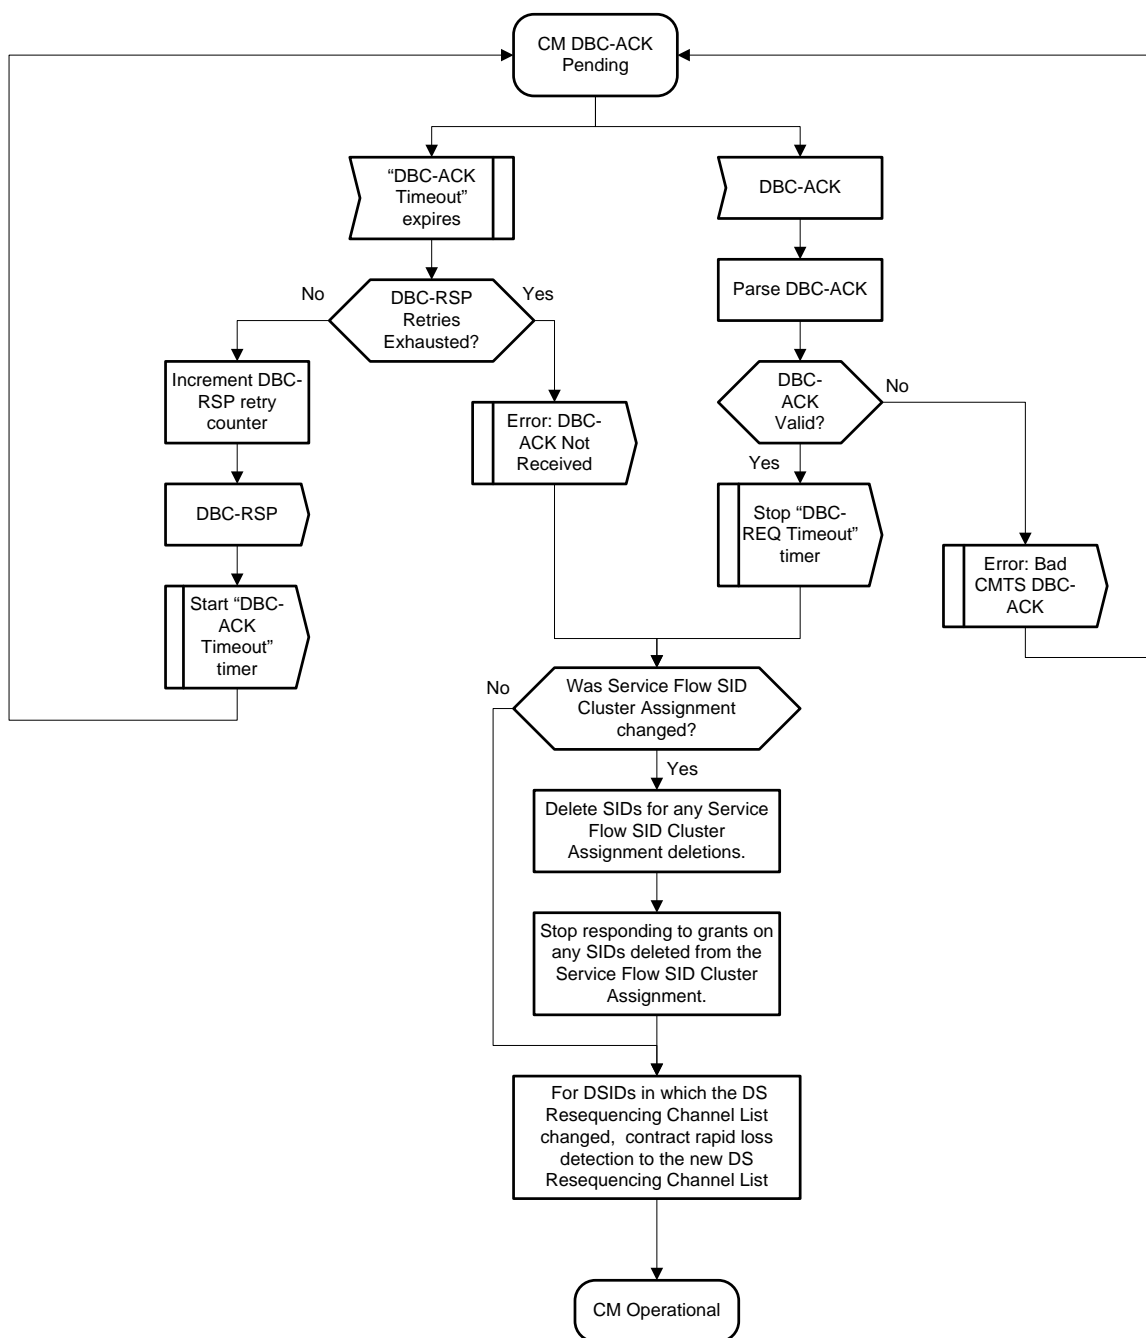 CM DBC-ACK
Pending
“DBC-ACK
Timeout”
expires
DBC-ACK
Parse DBC-ACK
No
DBC-RSP
Retries
Exhausted?
Yes
Increment DBC-
RSP retry
counter
Error: DBC-
ACK Not
Received
DBC-
ACK
Valid?
No
Yes
DBC-RSP
Stop “DBC-
REQ Timeout”
timer
Error: Bad
CMTS DBC-
ACK
Start “DBC-
ACK
Timeout”
timer
No
Was Service Flow SID
Cluster Assignment
changed?
Yes
Delete SIDs for any Service
Flow SID Cluster
Assignment deletions.
Stop responding to grants on
any SIDs deleted from the
Service Flow SID Cluster
Assignment.
For DSIDs in which the DS
Resequencing Channel List
changed,  contract rapid loss
detection to the new DS
Resequencing Channel List
CM Operational